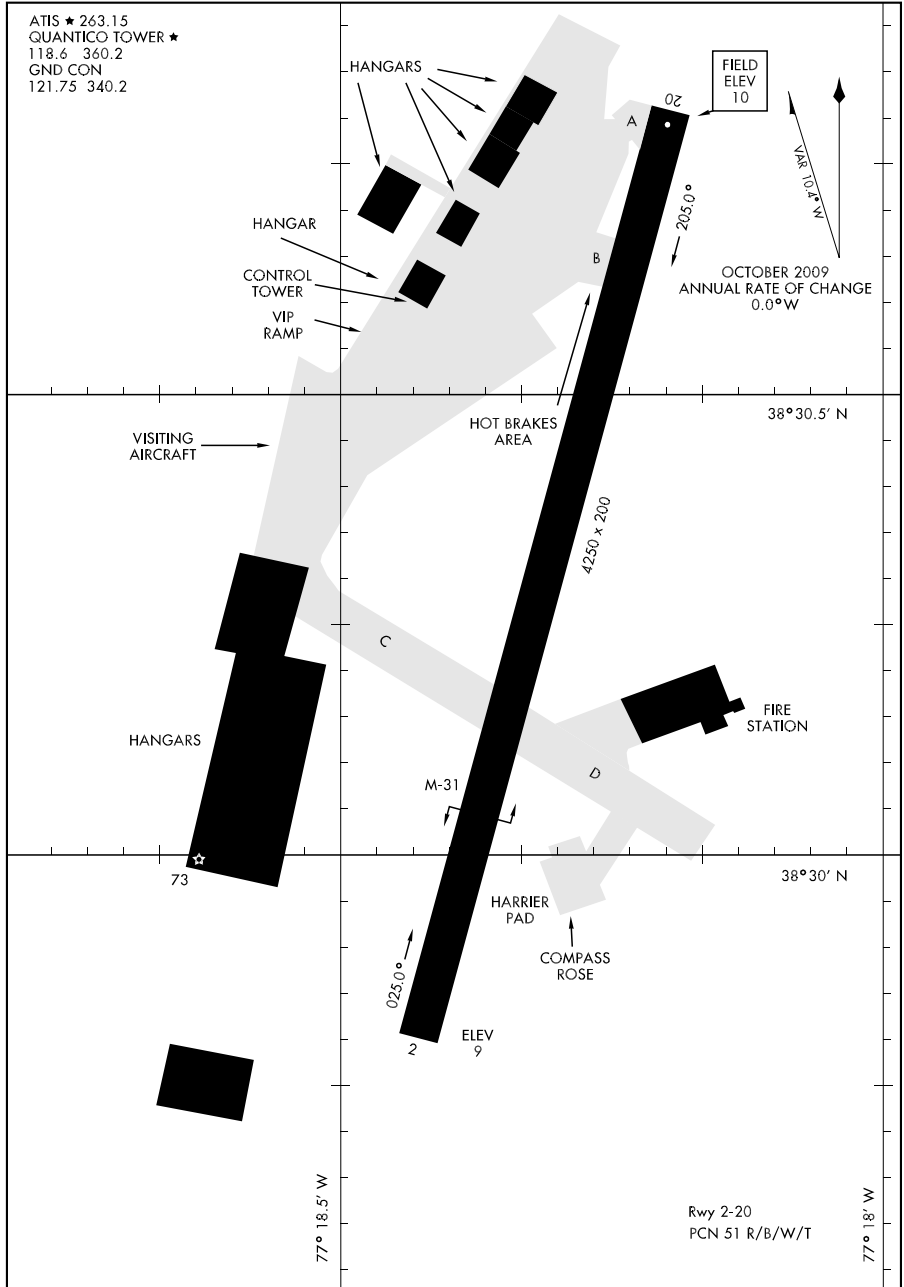 ATIS ★ 263.15
QUANTICO TOWER ★
118.6 360.2
GND CON
121.75 340.2
HANGARS
FIELD
ELEV
10
20
A
VAR 10.4° W
205.0°
HANGAR
B
CONTROL
TOWER
OCTOBER 2009
ANNUAL RATE OF CHANGE
0.0° W
VIP
RAMP
38° 30.5' N
HOT BRAKES
AREA
VISITING
AIRCRAFT
4250 x 200
C
FIRE
STATION
HANGARS
D
M-31
73
38° 30' N
HARRIER
PAD
COMPASS
ROSE
025.0°
ELEV
9
2
77° 18.5' W
77° 18' W
Rwy 2-20
PCN 51 R/B/W/T